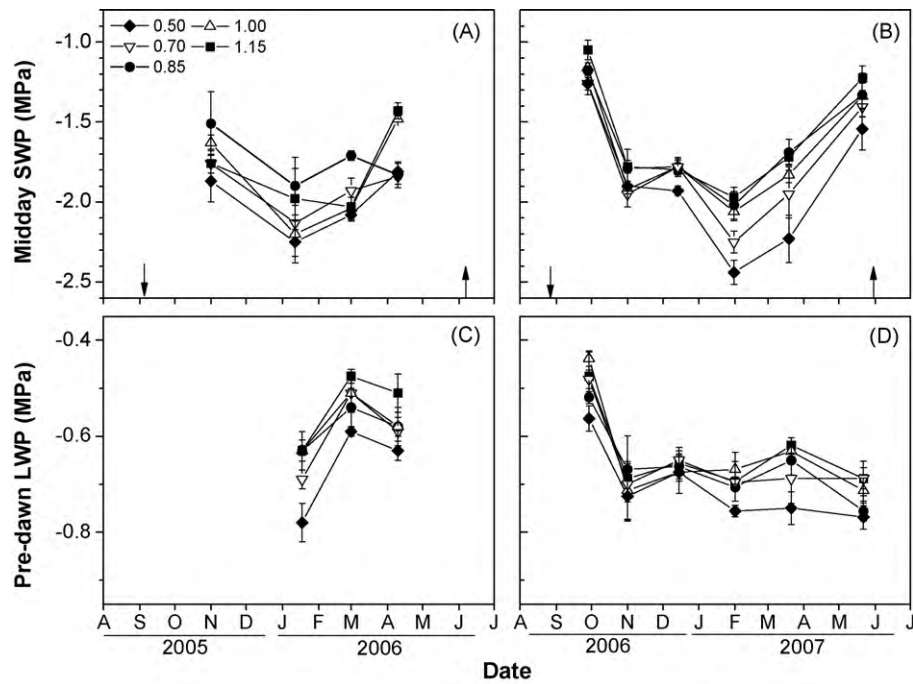 0.50 1.00
0.70 1.15
0.85
(A)
(B)
Midday SWP (MPa)
-1.0
-1.5
-2.0
-2.5
(C)
(D)
Pre-dawn LWP (MPa)
-0.4
-0.6
-0.8
A S O N D J F M A M J J
A S O N D J F M A M J J
2005 2006
2006 2007
Date